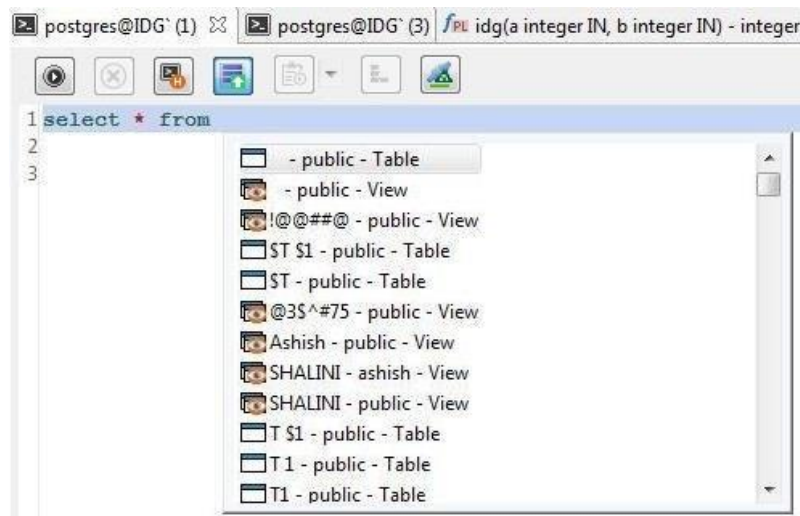 postgres@IDG` (1) postgres@IDG` (3) PL idg(a integer IN, b integer IN) - integer
1 select * from
2
3
- public - Table
- public - View
!@@##@ - public - View
$T $1 - public - Table
$T - public - Table
@3$^#75 - public - View
Ashish - public - View
SHALINI - ashish - View
SHALINI - public - View
T $1 - public - Table
T 1 - public - Table
T1 - public - Table